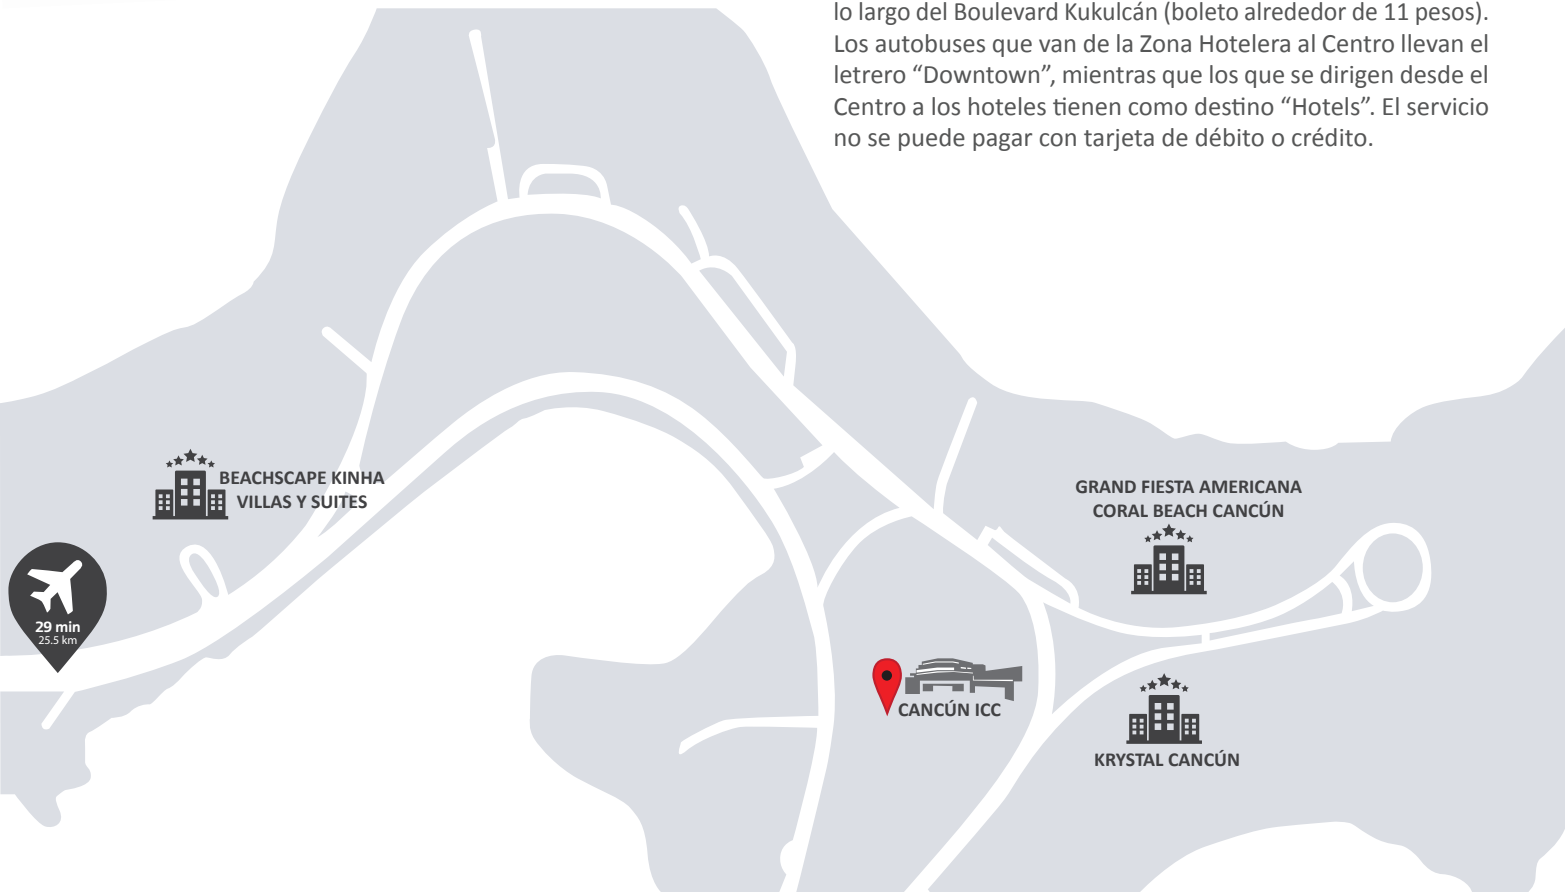 lo largo del Boulevard Kukulcán (boleto alrededor de 11 pesos).
Los autobuses que van de la Zona Hotelera al Centro llevan el
letrero “Downtown”, mientras que los que se dirigen desde el
Centro a los hoteles tienen como destino “Hotels”. El servicio
no se puede pagar con tarjeta de débito o crédito.
BEACHSCAPE KINHA
VILLAS Y SUITES
GRAND FIESTA AMERICANA
CORAL BEACH CANCÚN
29 min
25.5 km
CANCÚN ICC
KRYSTAL CANCÚN